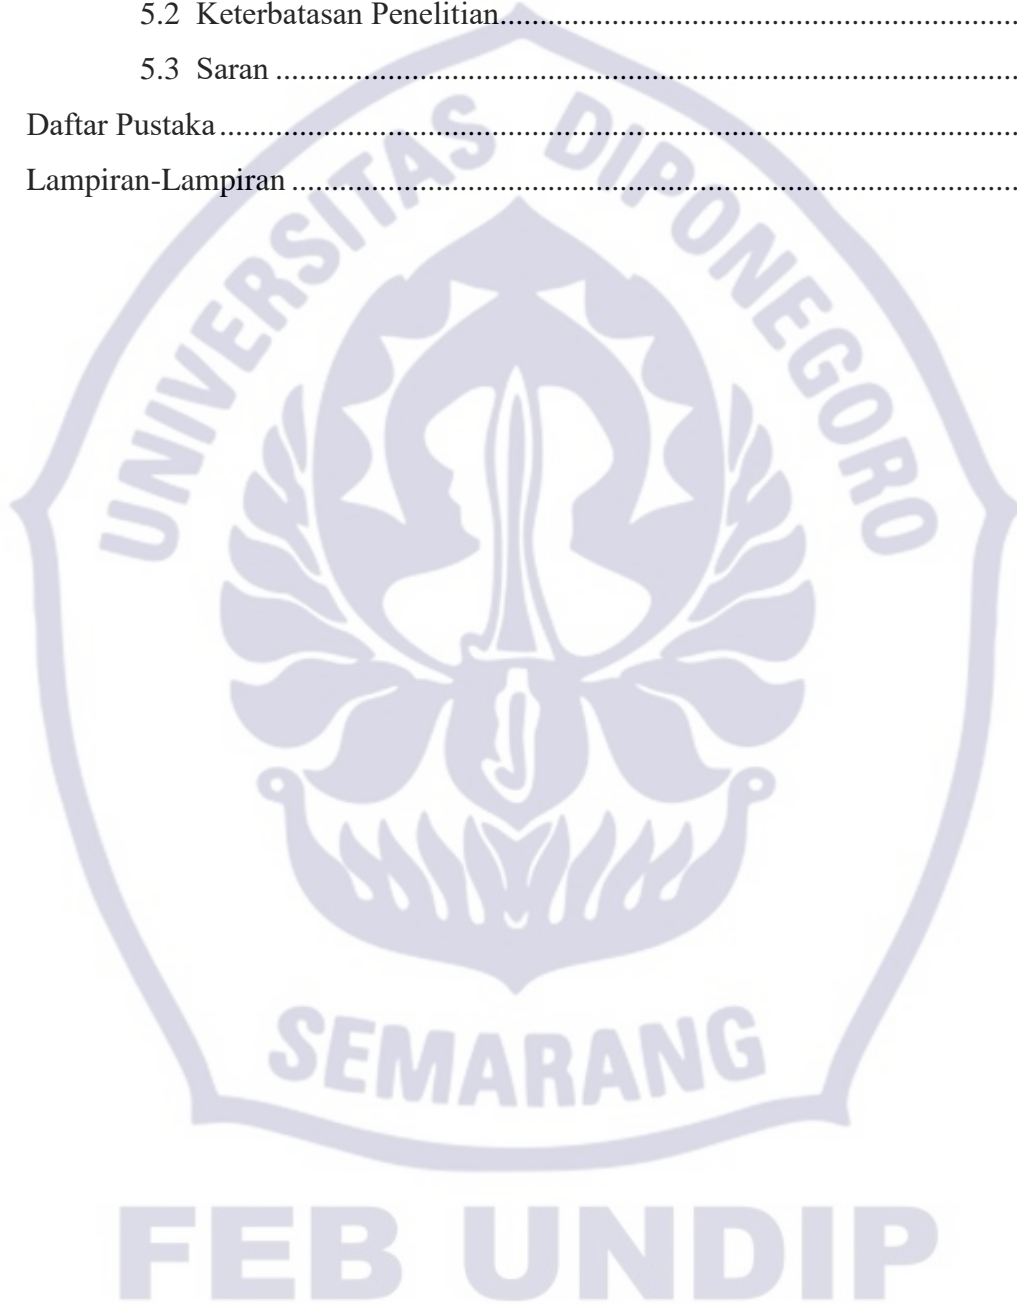 5.2 Keterbatasan Penelitian........................................................................
5.3 Saran ....................................................................................................
Daftar Pustaka ............................................................................................
Lampiran-Lampiran ....................................................................................
UNIVERSITAS DIPONEGORO
SEMARANG
FEB UNDIP